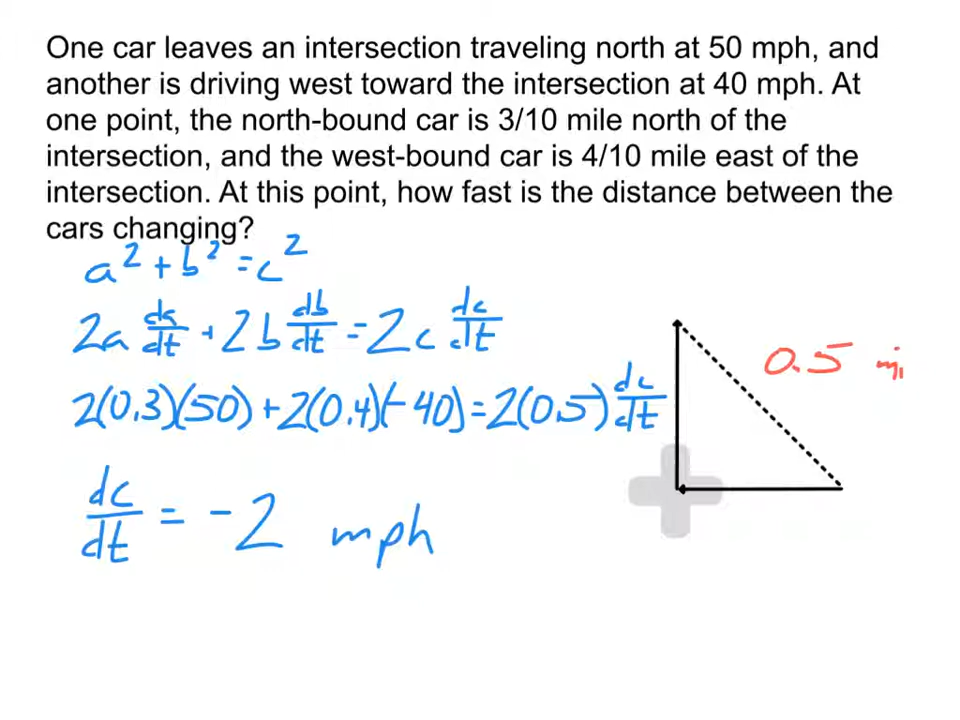 One car leaves an intersection traveling north at 50 mph, and
another is driving west toward the intersection at 40 mph. At
one point, the north-bound car is 3/10 mile north of the
intersection, and the west-bound car is 4/10 mile east of the
intersection. At this point, how fast is the distance between the
cars changing?
a² + b² = c²
2a da/dt + 2b db/dt = 2c dc/dt
0.5 mi
2(0.3)(50) + 2(0.4)(-40) = 2(0.5) dc/dt
dc/dt = -2 mph